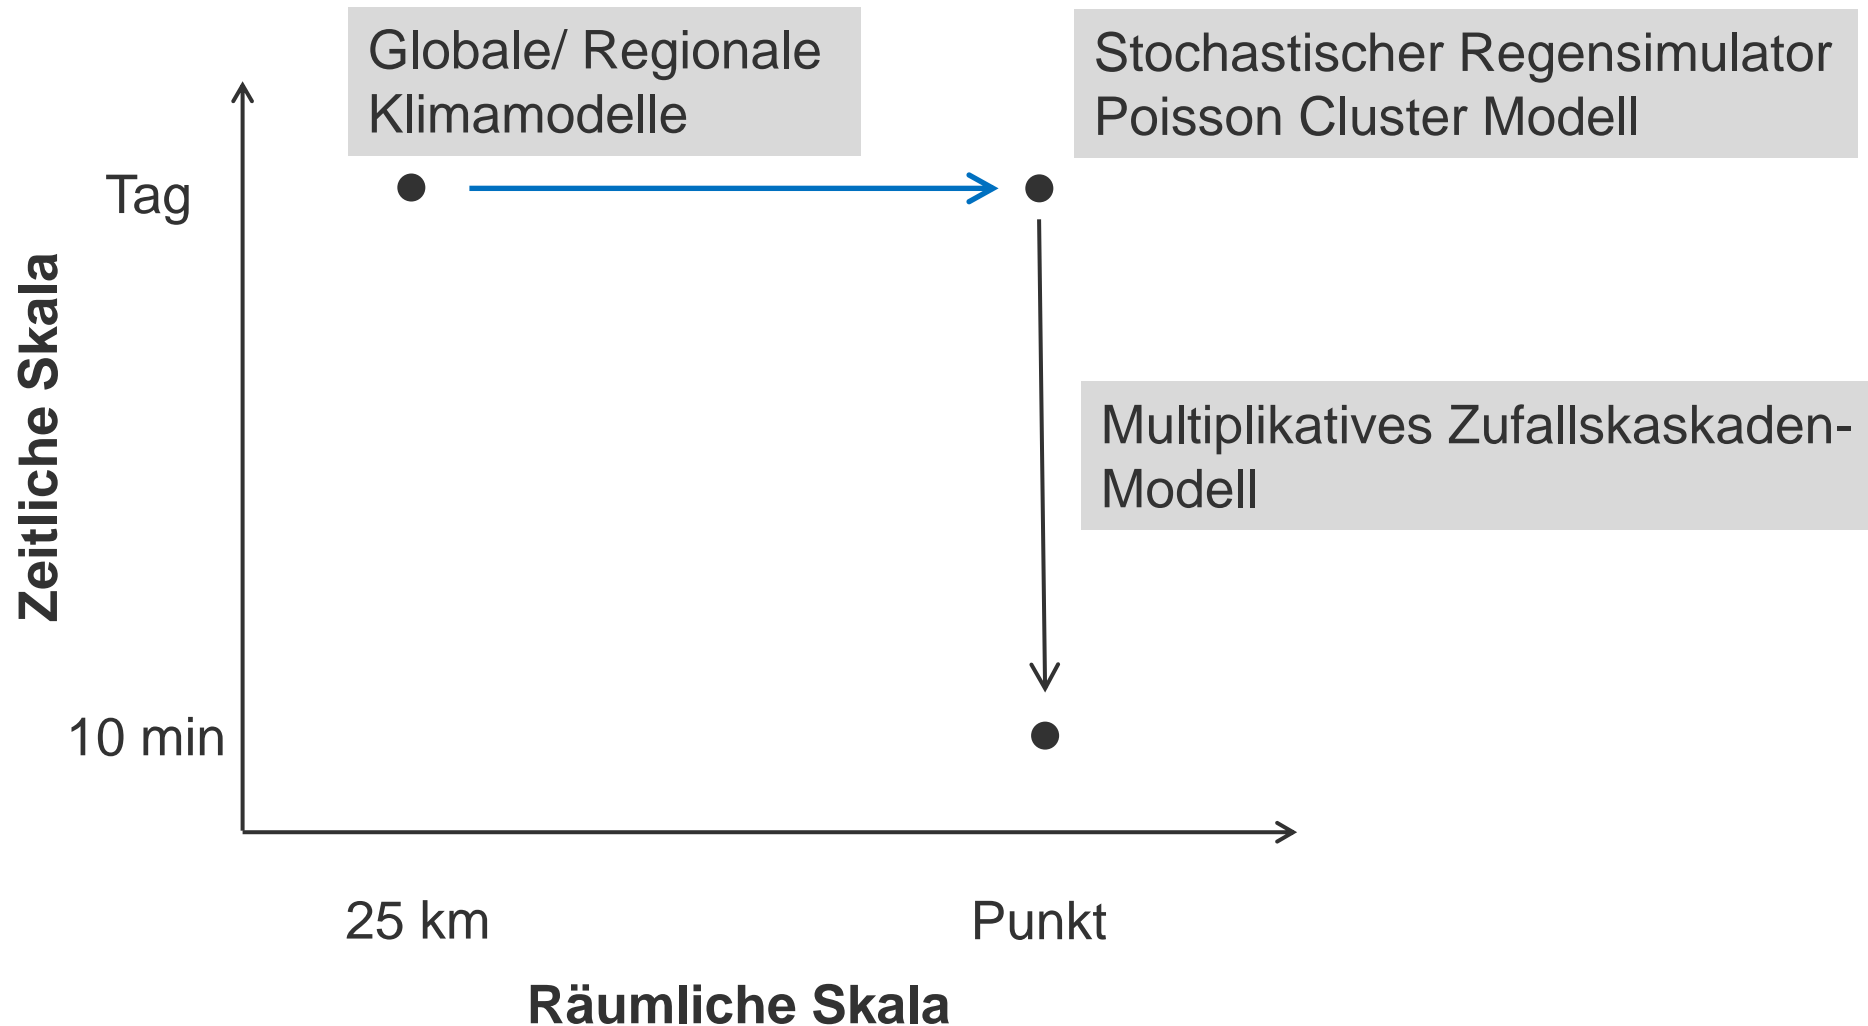 Globale/ Regionale
Klimamodelle
Stochastischer Regensimulator
Poisson Cluster Modell
Tag
Zeitliche Skala
Multiplikatives Zufallskaskaden-
Modell
10 min
25 km
Punkt
Räumliche Skala